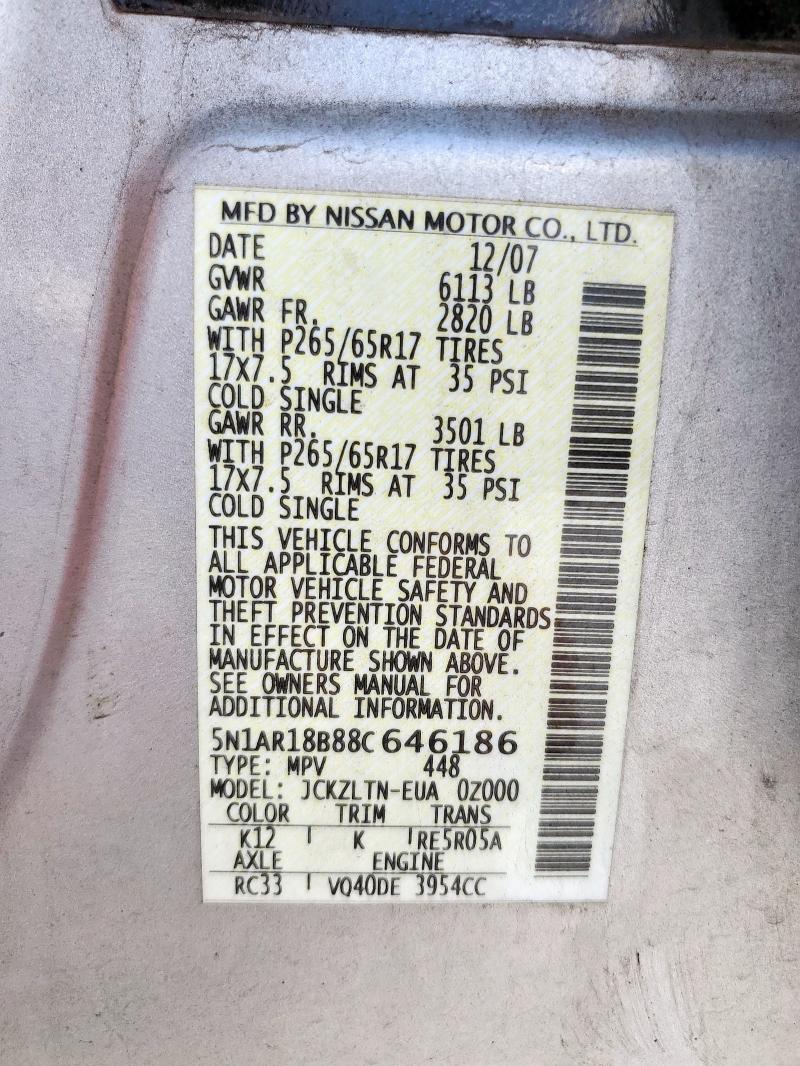 MFD BY NISSAN MOTOR CO., LTD.
DATE 12/07
GVWR 6113 LB
GAWR FR. 2820 LB
WITH P265/65R17 TIRES
17X7.5 RIMS AT 35 PSI
COLD SINGLE
GAWR RR. 3501 LB
WITH P265/65R17 TIRES
17X7.5 RIMS AT 35 PSI
COLD SINGLE
THIS VEHICLE CONFORMS TO
ALL APPLICABLE FEDERAL
MOTOR VEHICLE SAFETY AND
THEFT PREVENTION STANDARDS
IN EFFECT ON THE DATE OF
MANUFACTURE SHOWN ABOVE.
SEE OWNERS MANUAL FOR
ADDITIONAL INFORMATION.
5N1AR18B88C646186
TYPE: MPV 448
MODEL: JCKZLTN-EUA 0Z000
COLOR TRIM TRANS
K12 K RE5R05A
AXLE ENGINE
RC33 VQ40DE 3954CC